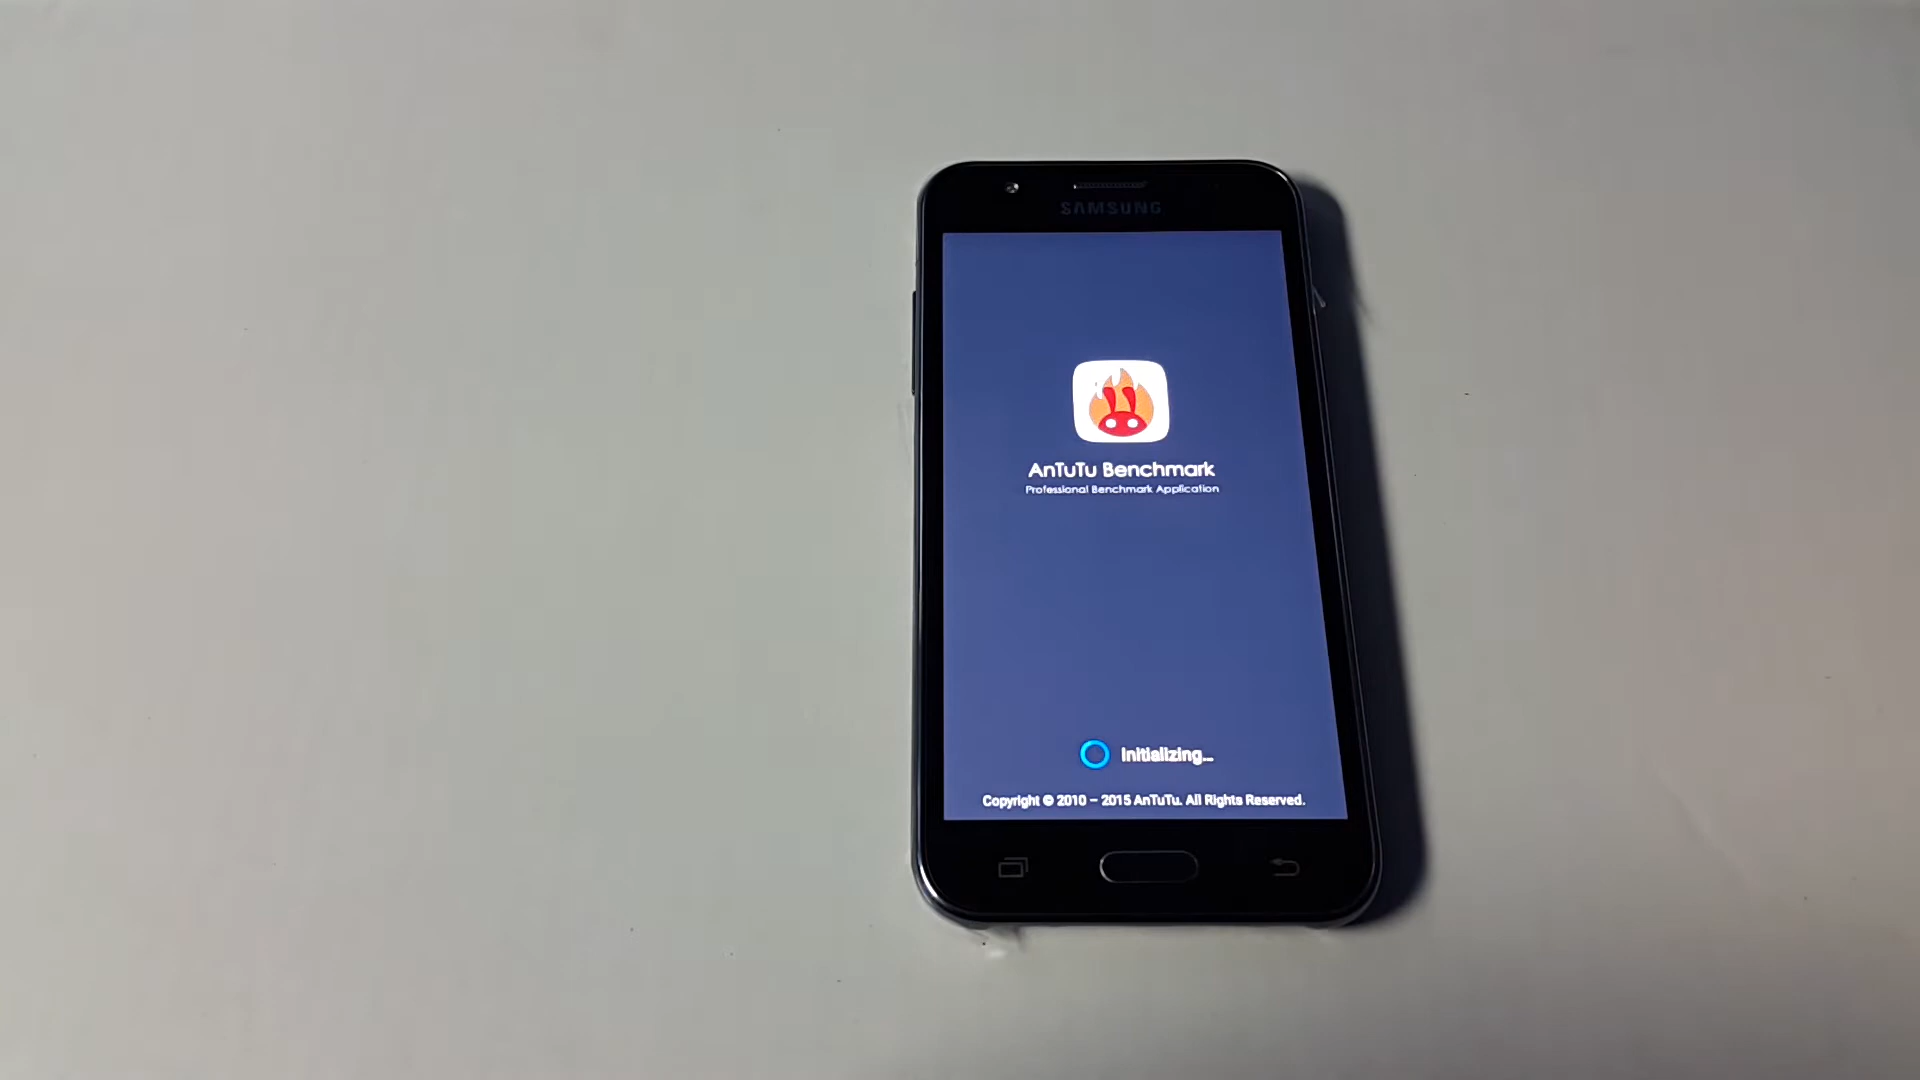 SAMSUNG
AnTuTu Benchmark
Professional Benchmark Application
Initializing...
Copyright © 2010 – 2015 AnTuTu. All Rights Reserved.